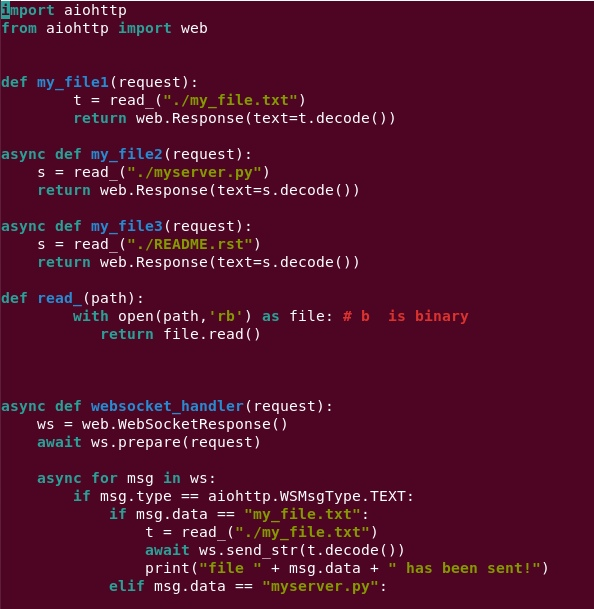 import aiohttp
from aiohttp import web


def my_file1(request):
        t = read_("./my_file.txt")
        return web.Response(text=t.decode())

async def my_file2(request):
    s = read_("./myserver.py")
    return web.Response(text=s.decode())

async def my_file3(request):
    s = read_("./README.rst")
    return web.Response(text=s.decode())

def read_(path):
        with open(path,'rb') as file: # b  is binary
           return file.read()



async def websocket_handler(request):
    ws = web.WebSocketResponse()
    await ws.prepare(request)

    async for msg in ws:
        if msg.type == aiohttp.WSMsgType.TEXT:
            if msg.data == "my_file.txt":
                t = read_("./my_file.txt")
                await ws.send_str(t.decode())
                print("file " + msg.data + " has been sent!")
            elif msg.data == "myserver.py":